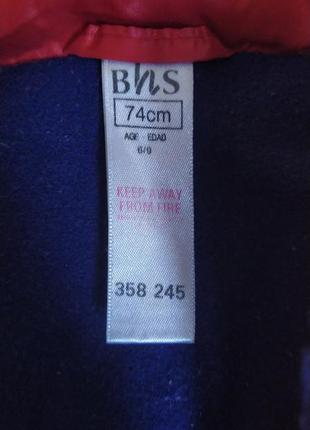 BhS
74cm
AGE - EDAD
6/9
KEEP AWAY
FROM FIRE
358 245